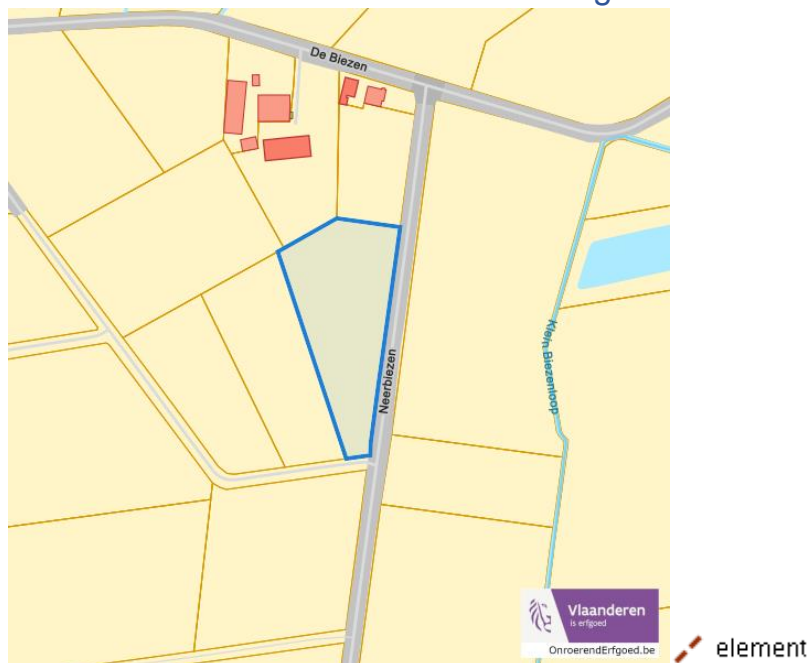 De Biezen
Neerbiezen
Klein Biezenloop
Vlaanderen
is erfgoed
OnroerendErfgoed.be
element